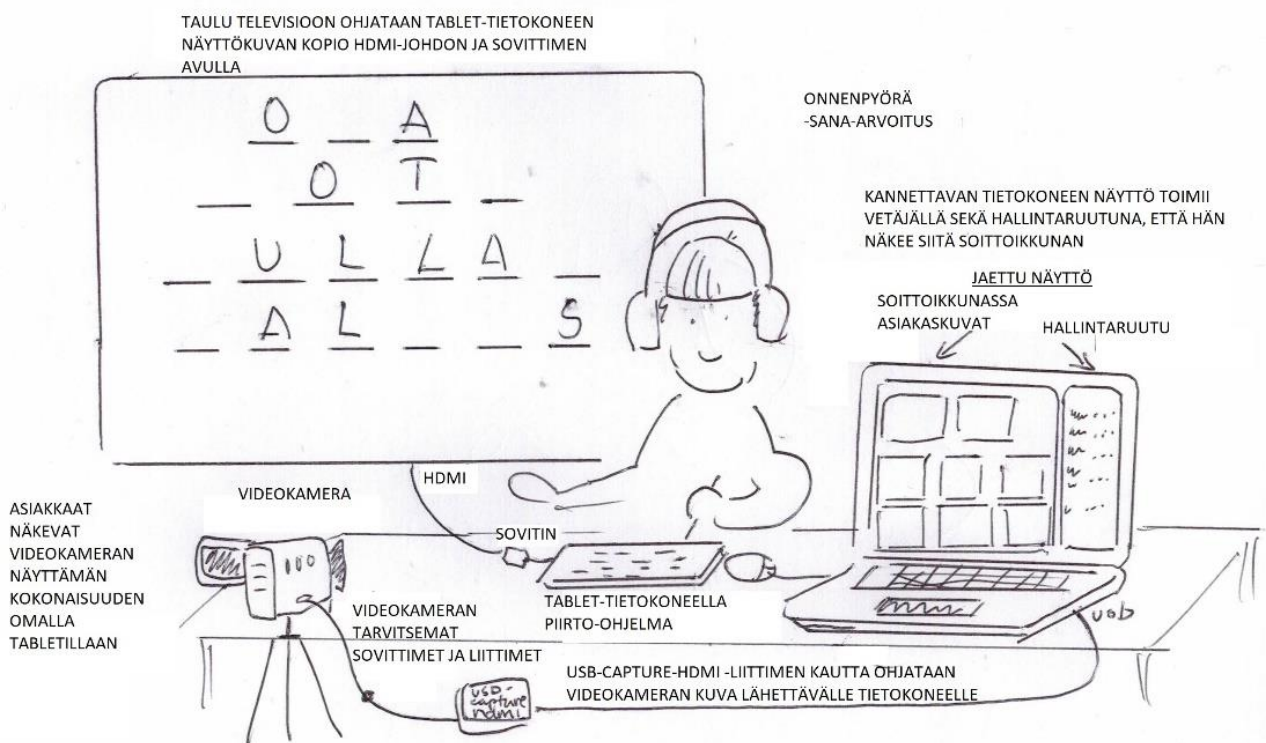 TAULU TELEVISIOON OHJATAAN TABLET-TIETOKONEEN
NÄYTTÖKUVAN KOPIO HDMI-JOHDON JA SOVITTIMEN
AVULLA
ONNENPYÖRÄ
-SANA-ARVOITUS
O _ A
_ O T _
_ U L L A _
_ A L _ _ S _
KANNETTAVAN TIETOKONEEN NÄYTTÖ TOIMII
VETÄJÄLLÄ SEKÄ HALLINTARUUTUNA, ETTÄ HÄN
NÄKEE SIITÄ SOITTOIKKUNAN
JAETTU NÄYTTÖ
SOITTOIKKUNASSA
ASIAKASKUVAT
HALLINTARUUTU
HDMI
VIDEOKAMERA
ASIAKKAAT
NÄKEVAT
VIDEOKAMERAN
NÄYTTÄMÄN
KOKONAISUUDEN
OMALLA
TABLETILLAAN
SOVITIN
TABLET-TIETOKONEELLA
PIIRTO-OHJELMA
VIDEOKAMERAN
TARVITSEMAT
SOVITTIMET JA LIITTIMET
usb
USB-CAPTURE-HDMI -LIITTIMEN KAUTTA OHJATAAN
VIDEOKAMERAN KUVA LÄHETTÄVÄLLE TIETOKONEELLE
USB-
capture
hdmi